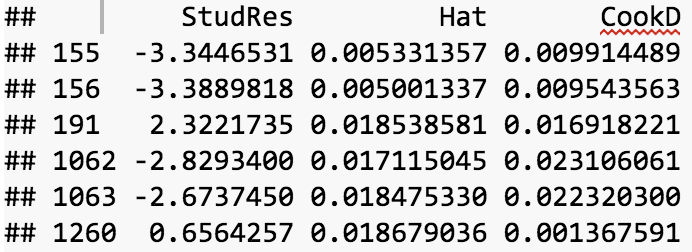 ## StudRes Hat CookD
## 155 -3.3446531 0.005331357 0.009914489
## 156 -3.3889818 0.005001337 0.009543563
## 191 2.3221735 0.018538581 0.016918221
## 1062 -2.8293400 0.017115045 0.023106061
## 1063 -2.6737450 0.018475330 0.022320300
## 1260 0.6564257 0.018679036 0.001367591